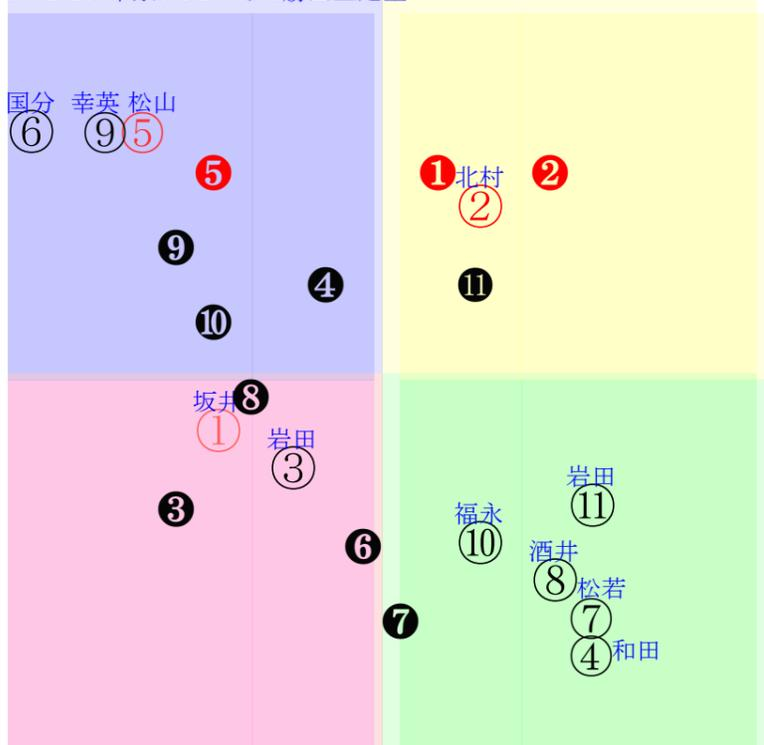 国分 幸英 松山
⑥ ⑨ ⑤
❺ ❶ 北村 ❷
②
❾
❹ ⓫
❿
坂井 ❽
① 岩田
③
❸ 岩田
⑪
福永
❻ ⑩ 酒井
⑧ 松若
❼ ⑦
④ 和田